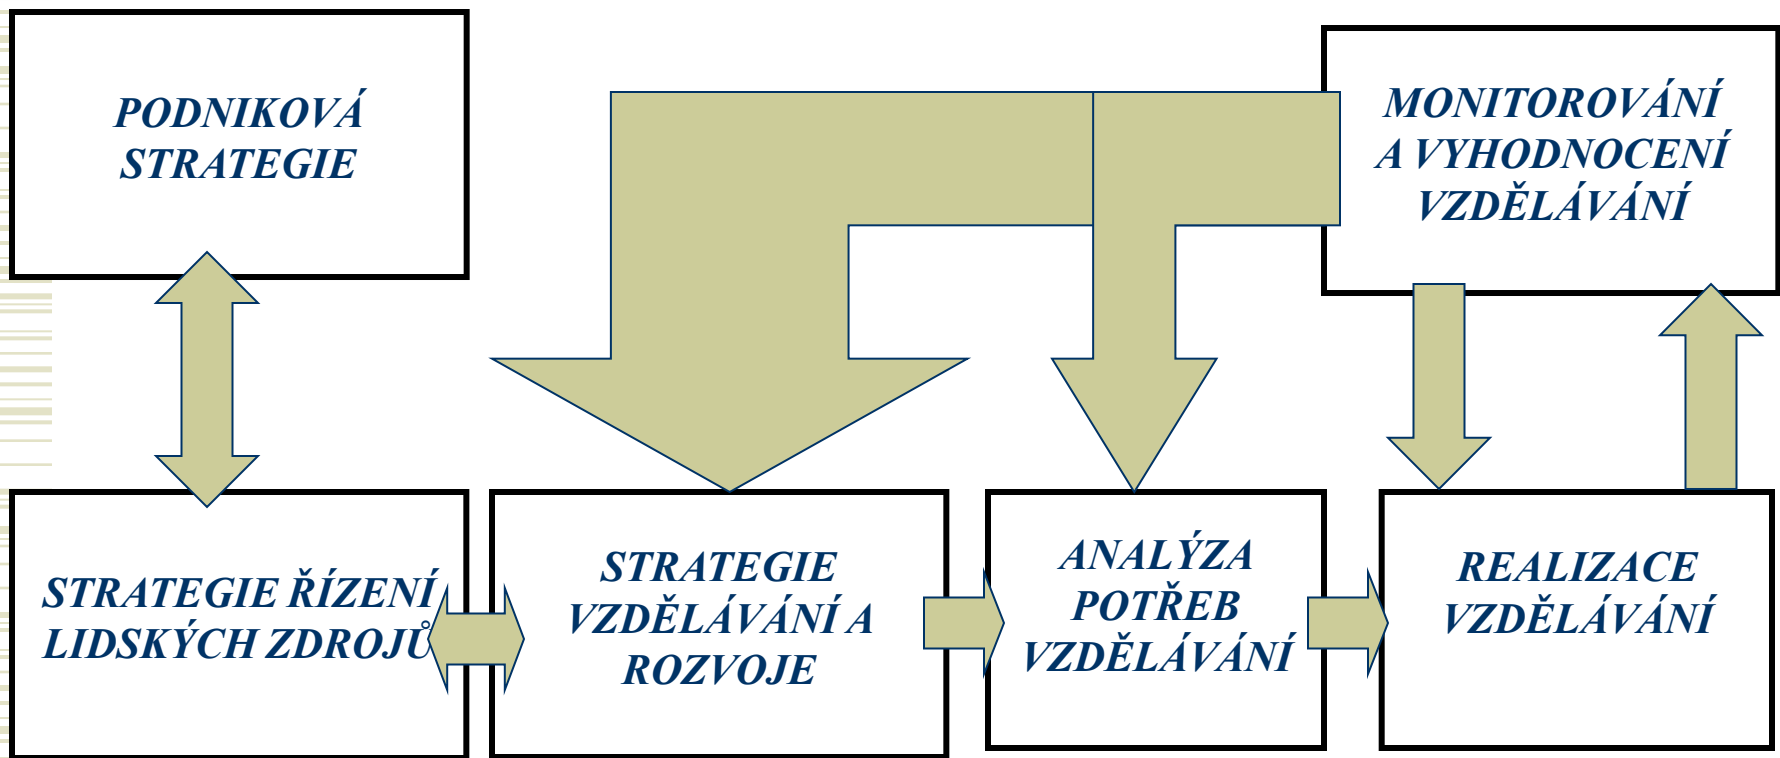 PODNIKOVÁ
STRATEGIE
MONITOROVÁNÍ
A VYHODNOCENÍ
VZDĚLÁVÁNÍ
STRATEGIE ŘÍZENÍ
LIDSKÝCH ZDROJŮ
STRATEGIE
VZDĚLÁVÁNÍ A
ROZVOJE
ANALÝZA
POTŘEB
VZDĚLÁVÁNÍ
REALIZACE
VZDĚLÁVÁNÍ